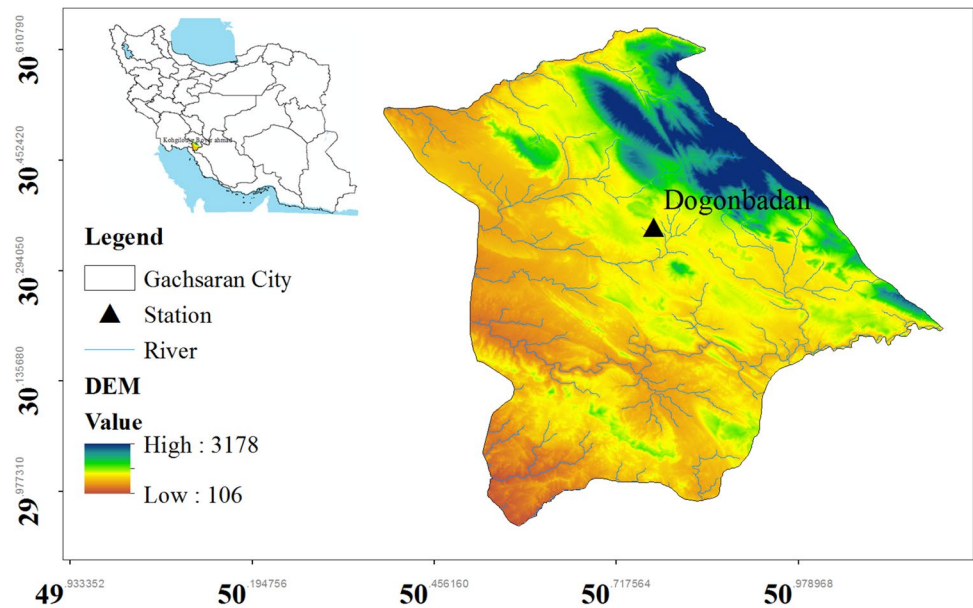 30.610790
30.452420
30.294050
30.136680
29.977310
Dogonbadan
Legend
Gachsaran City
Station
River
DEM
Value
High : 3178
Low : 106
49.933352
50.194756
50.456160
50.717564
50.978968